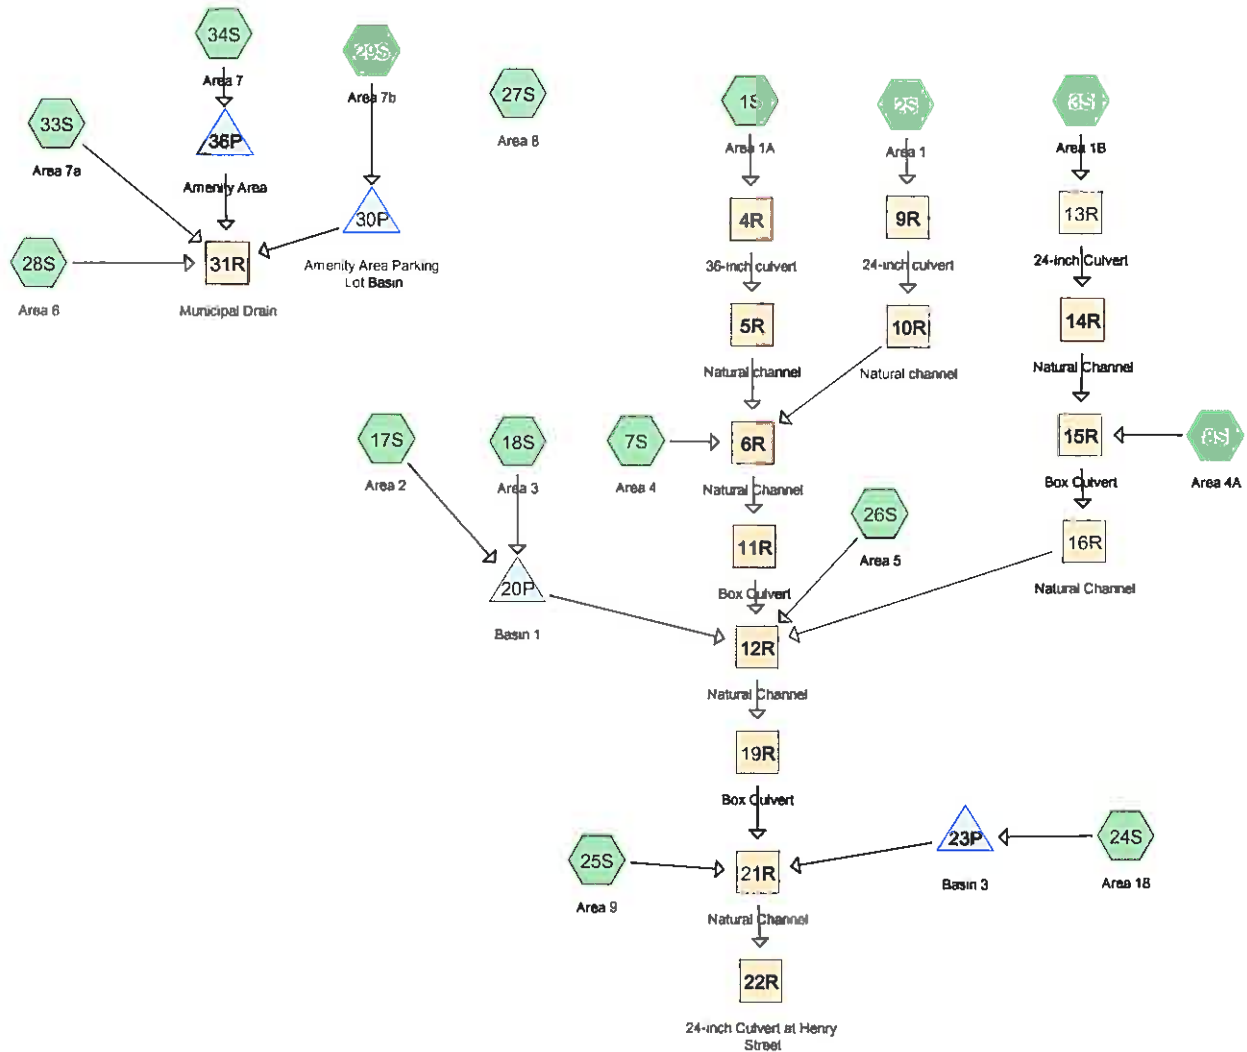 34S
Area 7
29S
Area 7b
27S
Area 8
1S
Area 1A
2S
Area 1
3S
Area 1B
33S
Area 7a
36P
Amenity Area
30P
Amenity Area Parking
Lot Basin
28S
Area 6
31R
Municipal Drain
4R
36-inch culvert
9R
24-inch culvert
13R
24-inch Culvert
5R
Natural channel
10R
Natural channel
14R
Natural Channel
17S
Area 2
18S
Area 3
7S
Area 4
6R
Natural Channel
15R
Box Culvert
8S
Area 4A
26S
Area 5
11R
Box Culvert
16R
Natural Channel
20P
Basin 1
12R
Natural Channel
19R
Box Culvert
25S
Area 9
21R
Natural Channel
23P
Basin 3
24S
Area 18
22R
24-inch Culvert at Henry
Street